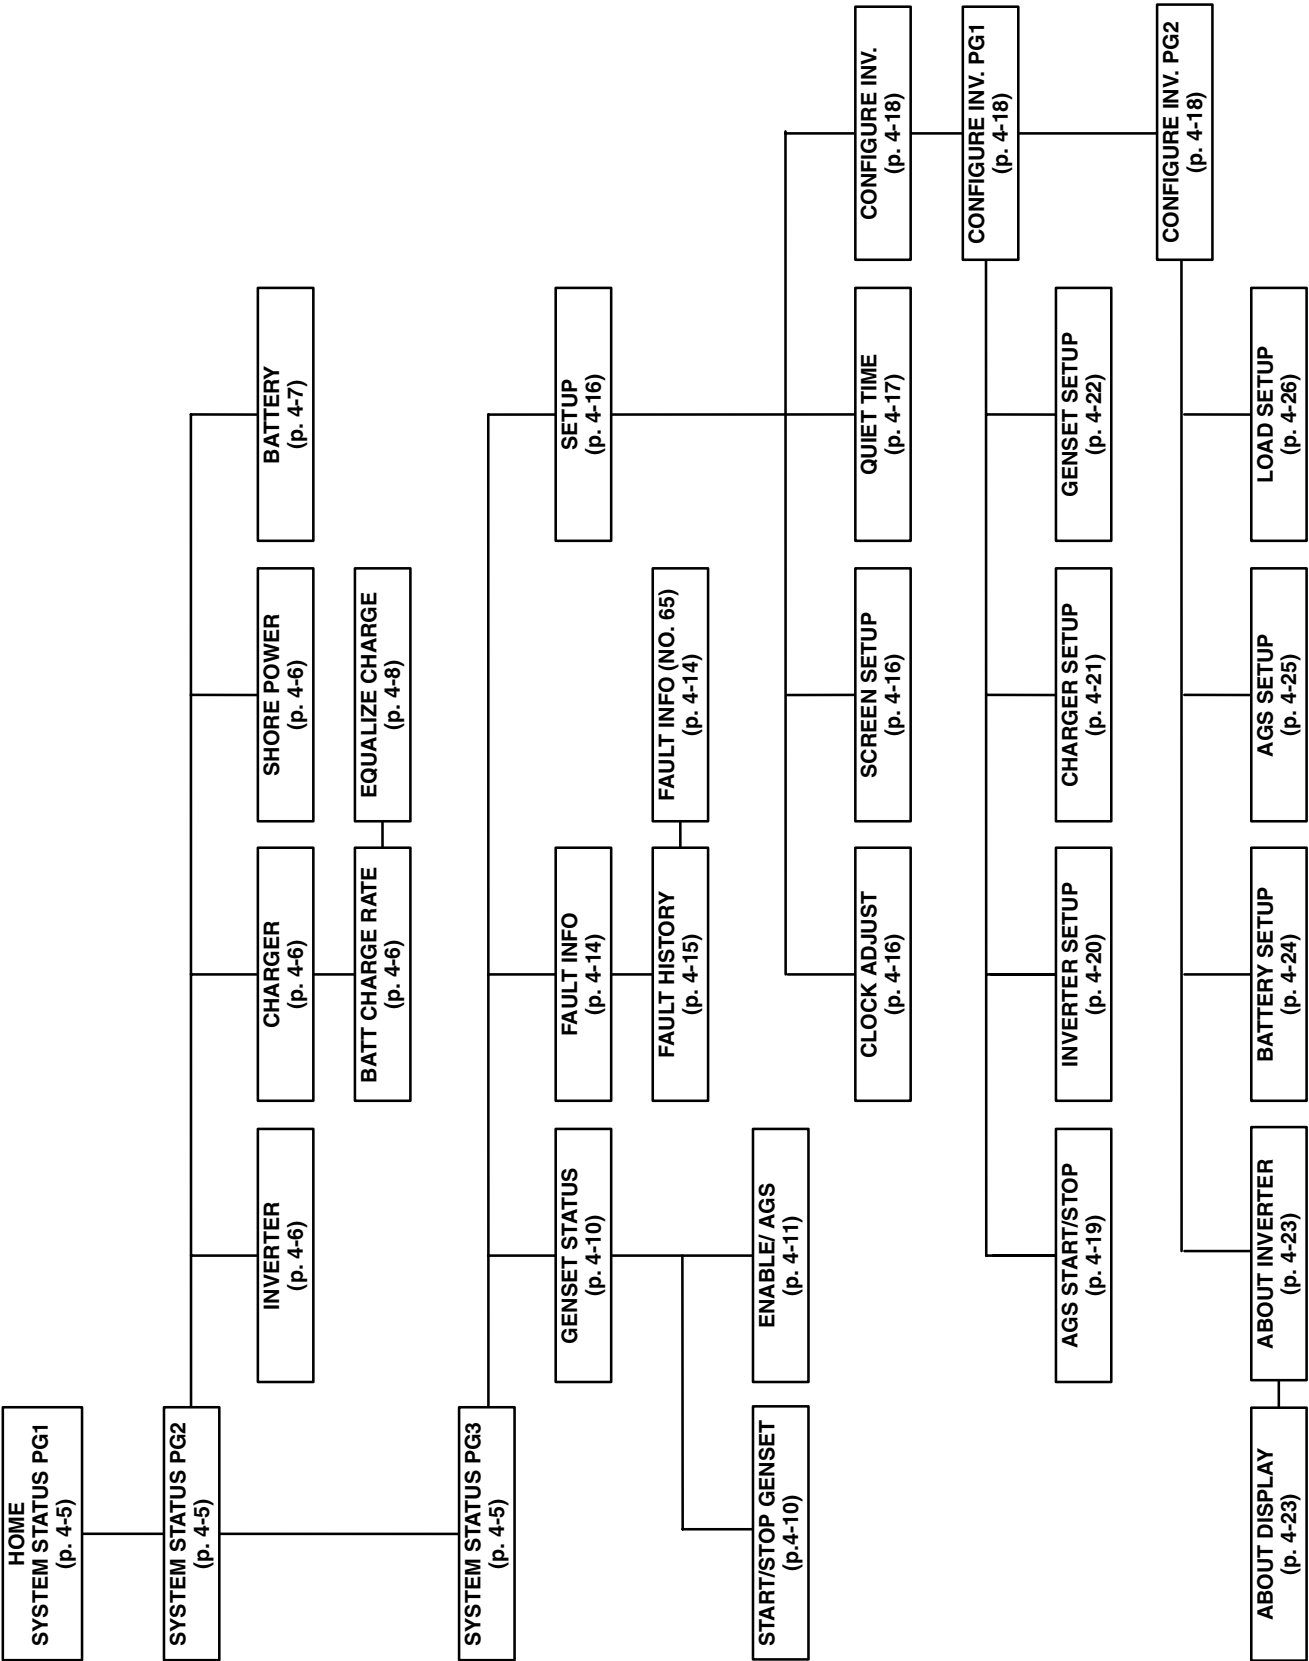 HOME
SYSTEM STATUS PG1
(p. 4-5)
SYSTEM STATUS PG2
(p. 4-5)
INVERTER
(p. 4-6)
CHARGER
(p. 4-6)
SHORE POWER
(p. 4-6)
BATTERY
(p. 4-7)
BATT CHARGE RATE
(p. 4-6)
EQUALIZE CHARGE
(p. 4-8)
SYSTEM STATUS PG3
(p. 4-5)
GENSET STATUS
(p. 4-10)
FAULT INFO
(p. 4-14)
SETUP
(p. 4-16)
FAULT HISTORY
(p. 4-15)
FAULT INFO (NO. 65)
(p. 4-14)
START/STOP GENSET
(p.4-10)
ENABLE/ AGS
(p. 4-11)
CLOCK ADJUST
(p. 4-16)
SCREEN SETUP
(p. 4-16)
QUIET TIME
(p. 4-17)
CONFIGURE INV.
(p. 4-18)
CONFIGURE INV. PG1
(p. 4-18)
AGS START/STOP
(p. 4-19)
INVERTER SETUP
(p. 4-20)
CHARGER SETUP
(p. 4-21)
GENSET SETUP
(p. 4-22)
CONFIGURE INV. PG2
(p. 4-18)
ABOUT DISPLAY
(p. 4-23)
ABOUT INVERTER
(p. 4-23)
BATTERY SETUP
(p. 4-24)
AGS SETUP
(p. 4-25)
LOAD SETUP
(p. 4-26)